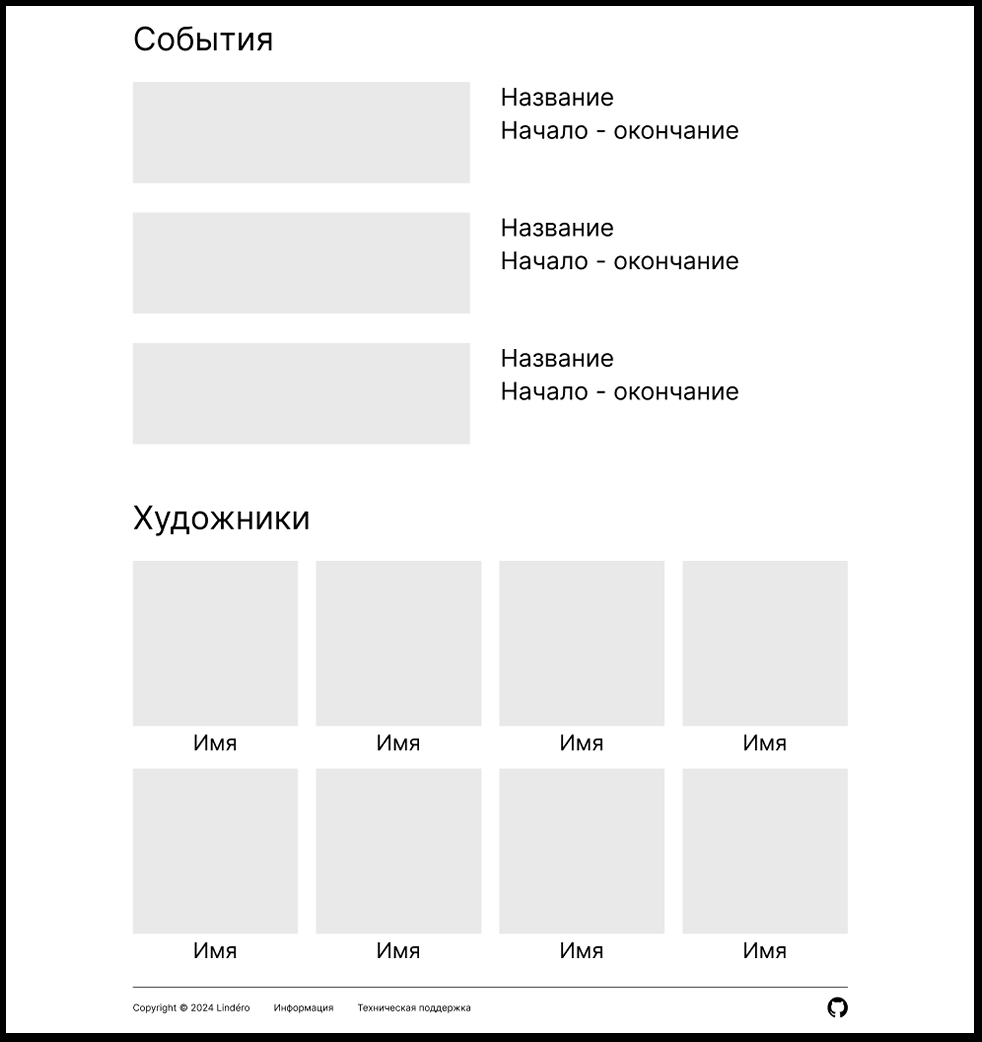 События
Название
Начало - окончание
Название
Начало - окончание
Название
Начало - окончание
Художники
Имя Имя Имя Имя
Имя Имя Имя Имя
Copyright © 2024 Lindéro Информация Техническая поддержка